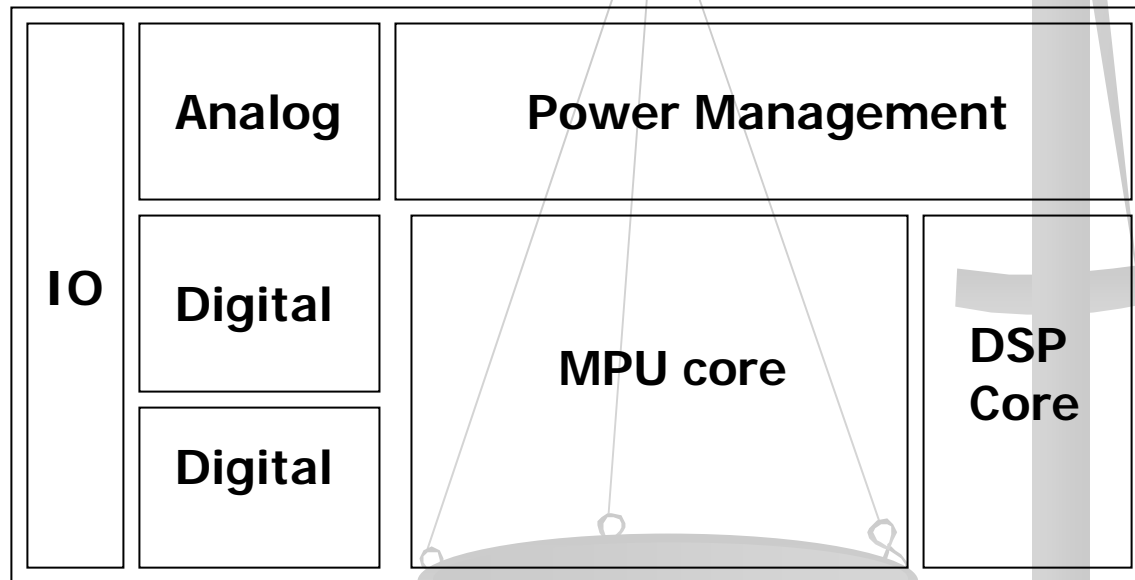 Analog
Power Management
IO
Digital
MPU core
DSP
Core
Digital